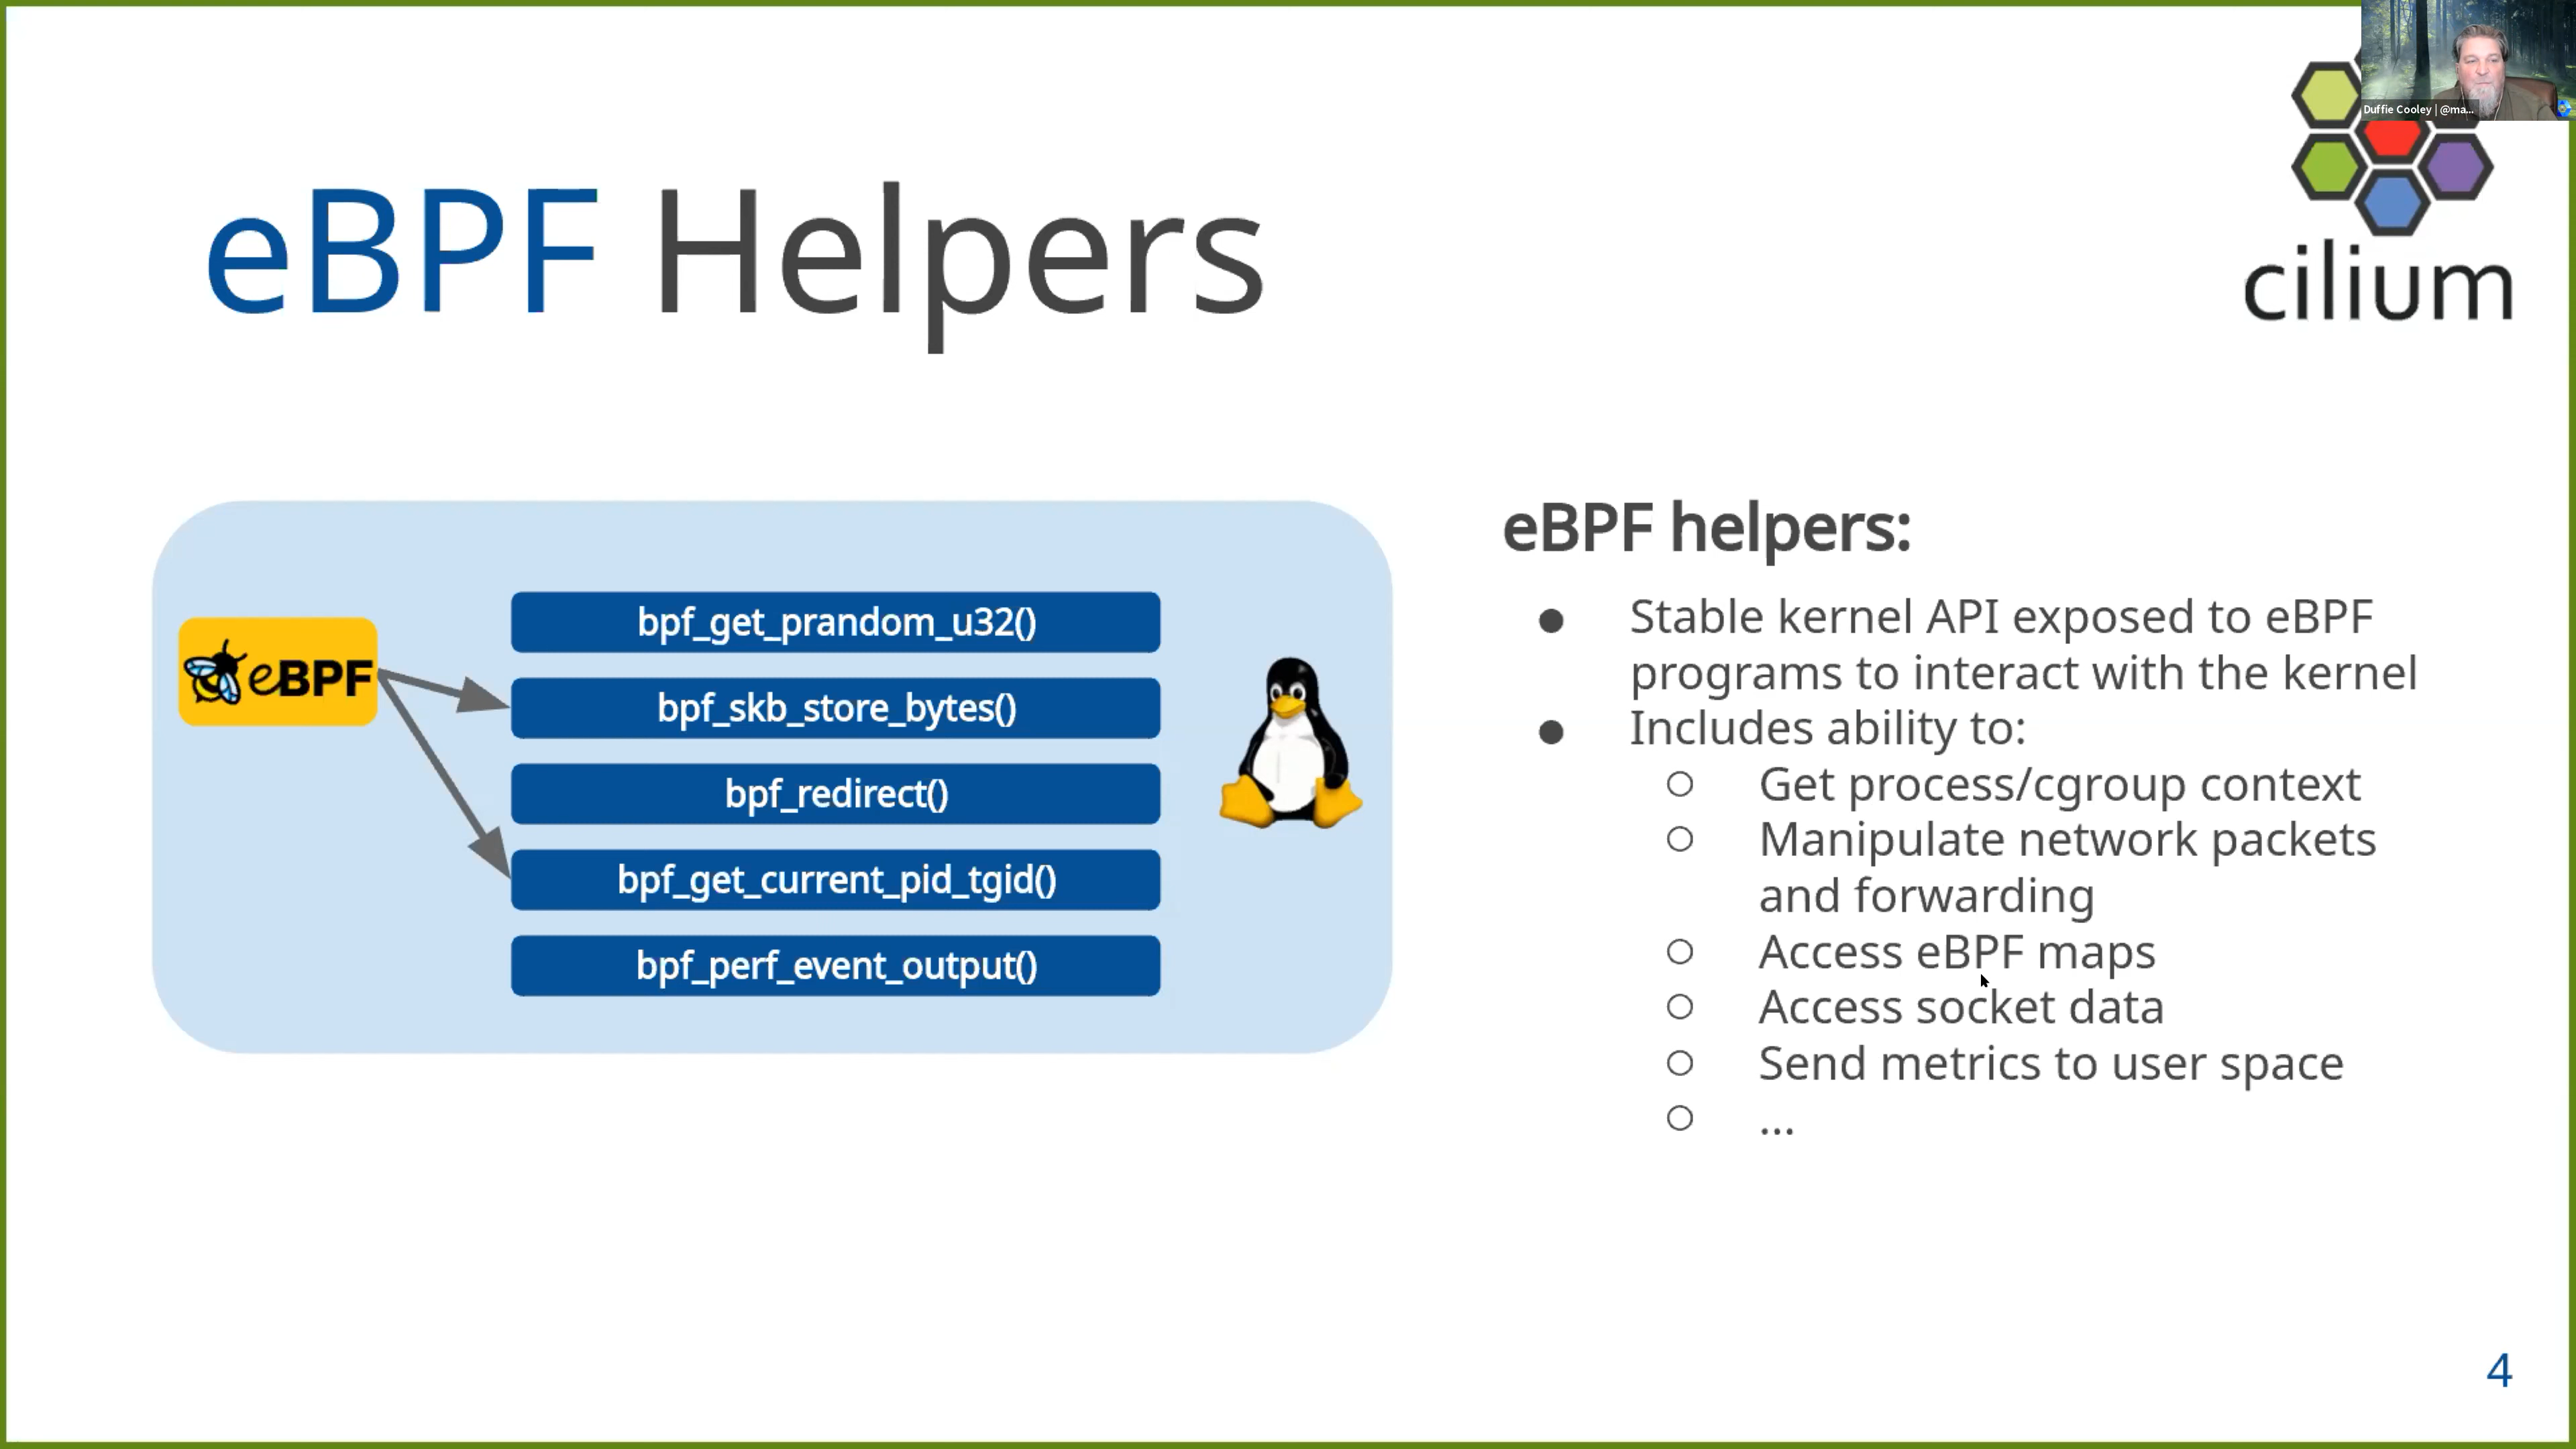 Duffie Cooley | @ma...
eBPF Helpers
cilium
eBPF
bpf_get_prandom_u32()
bpf_skb_store_bytes()
bpf_redirect()
bpf_get_current_pid_tgid()
bpf_perf_event_output()
eBPF helpers:
● Stable kernel API exposed to eBPF
programs to interact with the kernel
● Includes ability to:
○ Get process/cgroup context
○ Manipulate network packets
and forwarding
○ Access eBPF maps
○ Access socket data
○ Send metrics to user space
○ ...
4